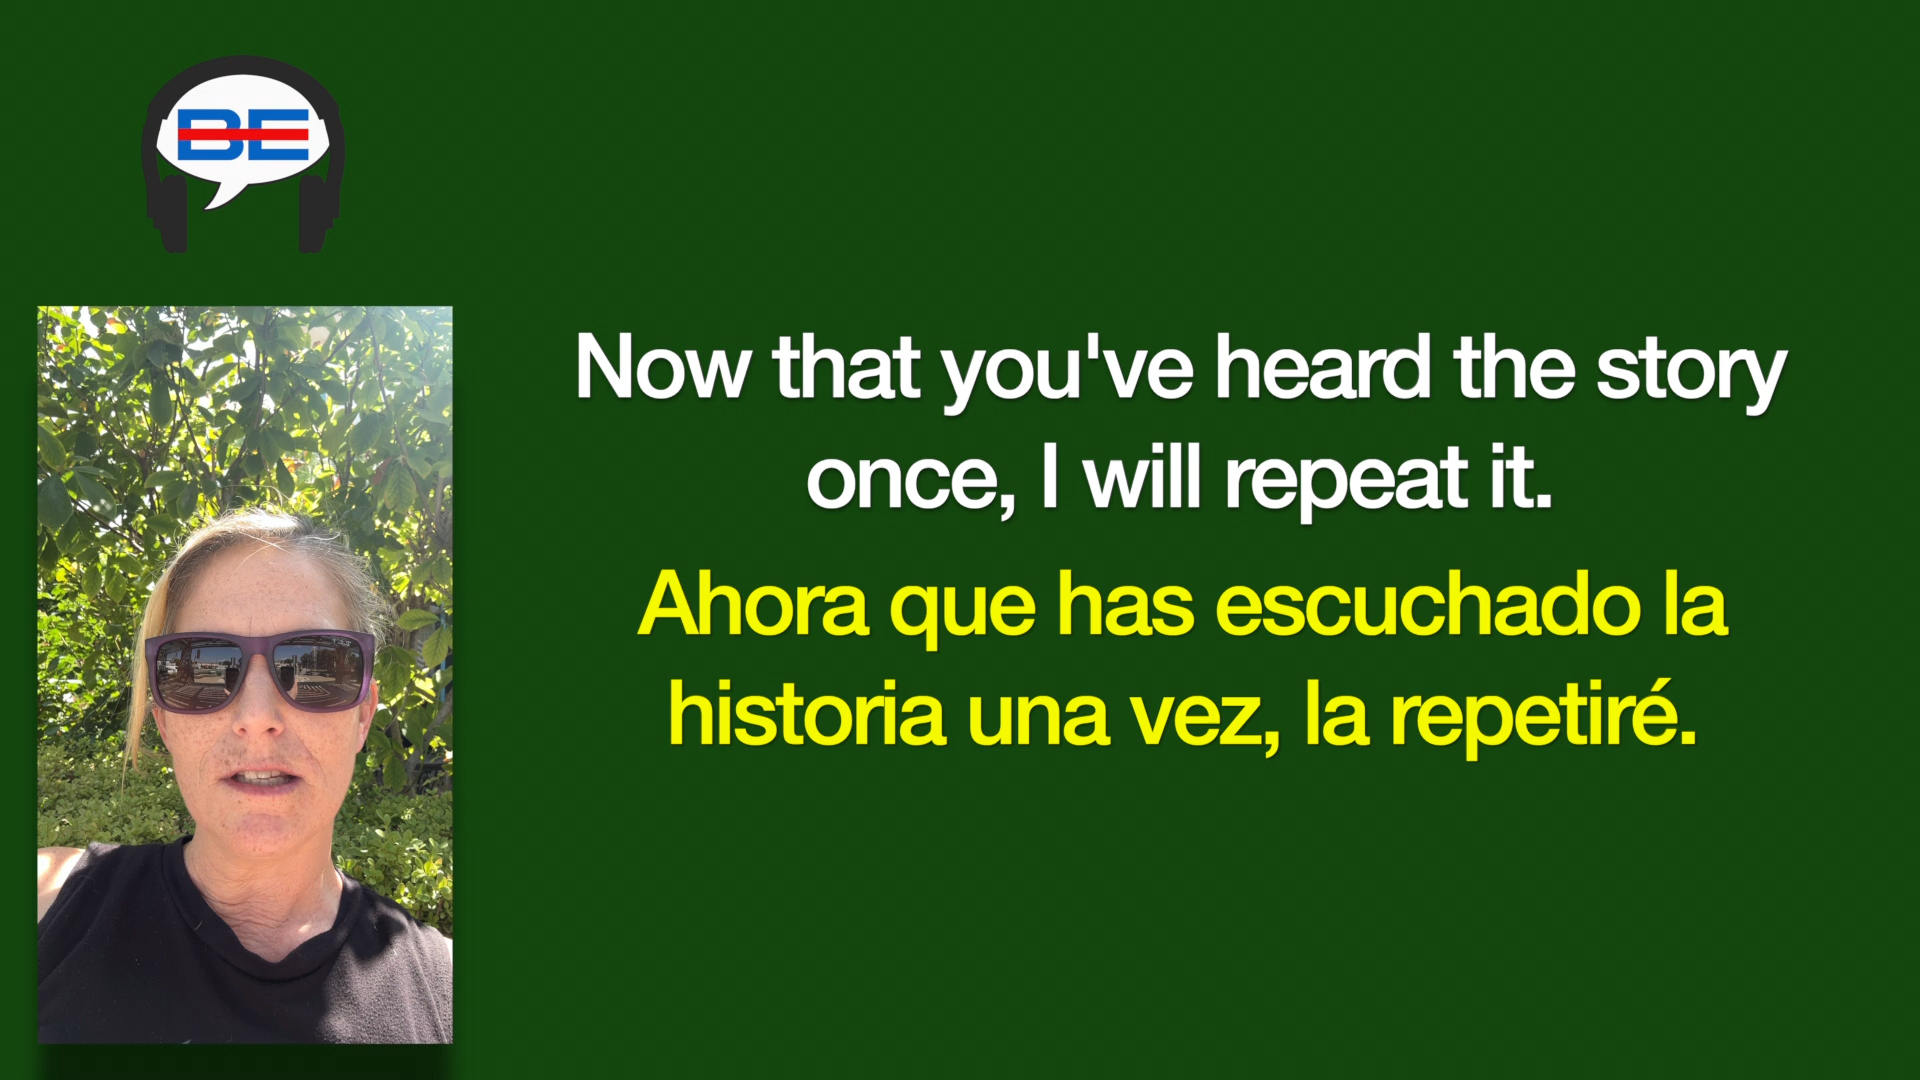 BE
Now that you've heard the story
once, I will repeat it.
Ahora que has escuchado la
historia una vez, la repetiré.